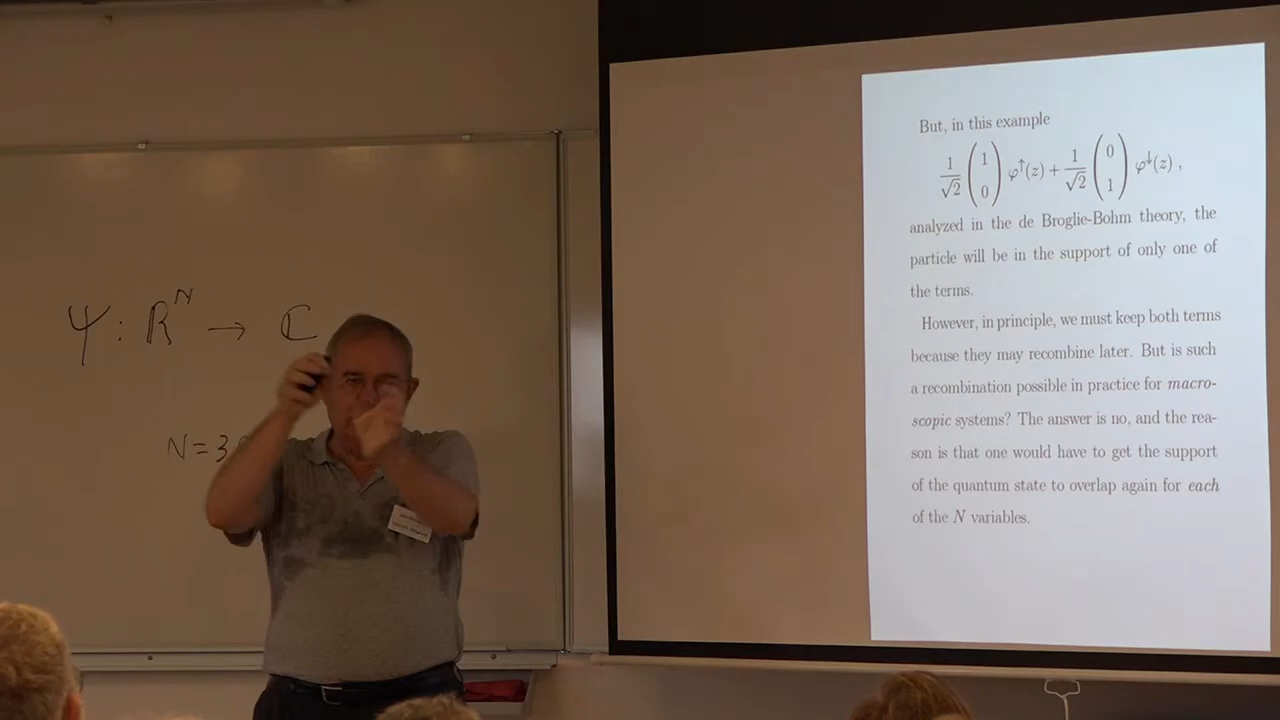 Ψ : R^N → ℂ
N = 3
But, in this example
1/√2 (1 0) φ↑(z) + 1/√2 (0 1) φ↓(z) ,
analyzed in the de Broglie-Bohm theory, the
particle will be in the support of only one of
the terms.
However, in principle, we must keep both terms
because they may recombine later. But is such
a recombination possible in practice for macro-
scopic systems? The answer is no, and the rea-
son is that one would have to get the support
of the quantum state to overlap again for each
of the N variables.